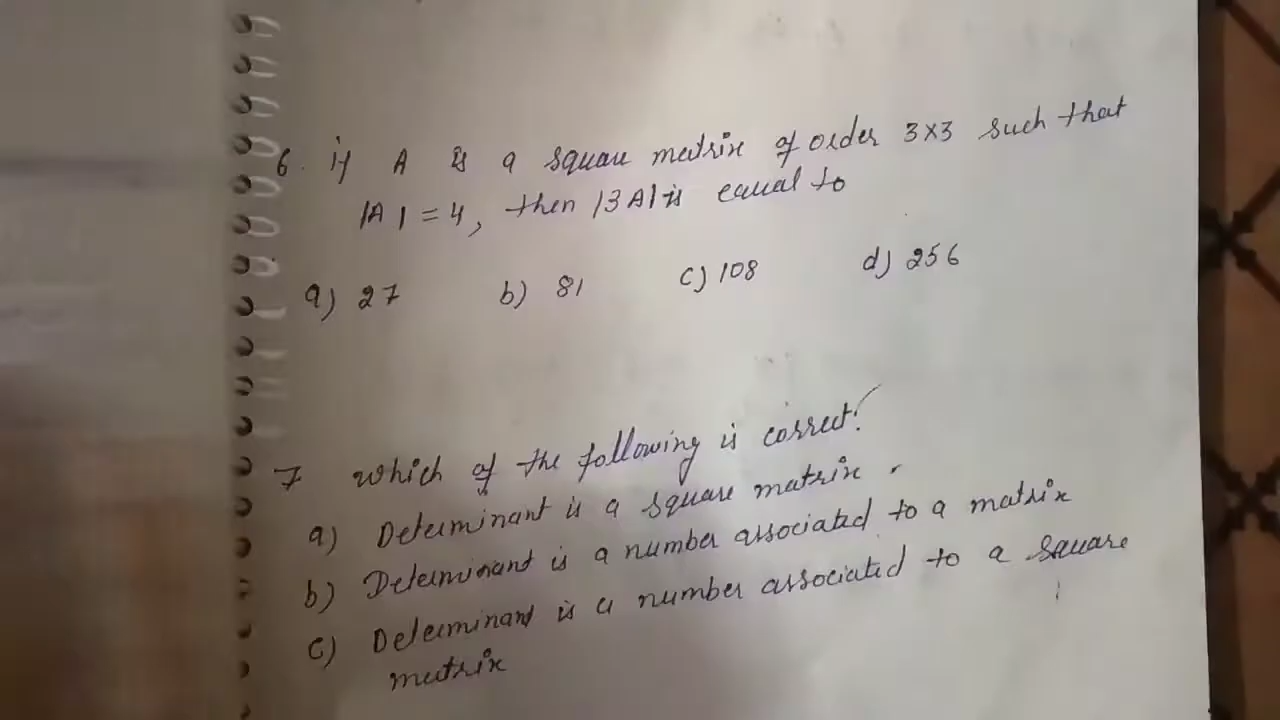 6. if A is a square matrix of order 3x3 such that
|A| = 4, then |3A| is equal to
a) 27 b) 81 c) 108 d) 256
7 which of the following is correct?
a) Determinant is a square matrix.
b) Determinant is a number associated to a matrix
c) Determinant is a number associated to a square
matrix